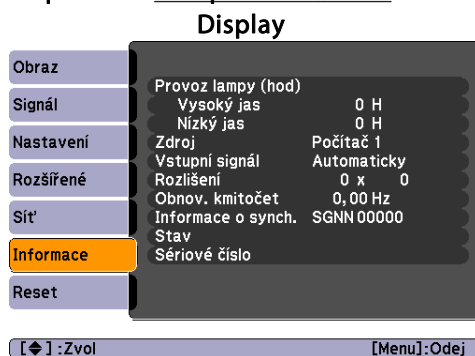 Display
Obraz
Signál
Nastavení
Rozšířené
Síť
Informace
Reset
Provoz lampy (hod)
Vysoký jas 0 H
Nízký jas 0 H
Zdroj Počítač 1
Vstupní signál Automaticky
Rozlišení 0 x 0
Obnov. kmitočet 0,00 Hz
Informace o synch. SGNN 00000
Stav
Sériové číslo
[◆] :Zvol [Menu]:Odej